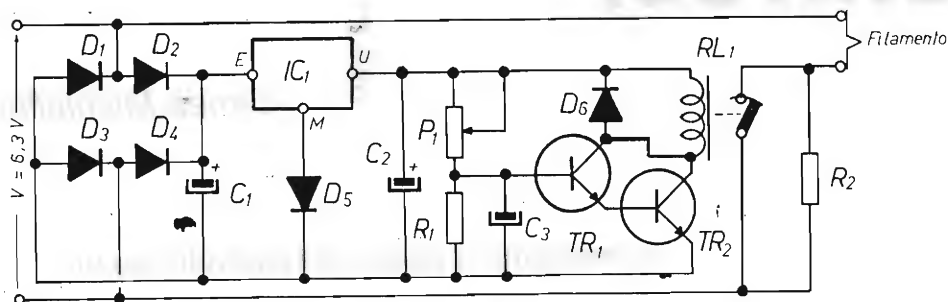 D1
D2
E
IC1
U
M
RL1
Filamento
V = 6,3 V
D3
D4
+
C1
D5
C2
+
P1
R1
C3
D6
TR1
TR2
R2